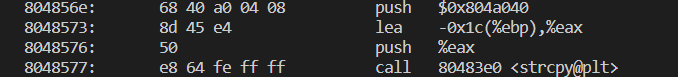 804856e: 68 40 a0 04 08 push $0x804a040
8048573: 8d 45 e4 lea -0x1c(%ebp),%eax
8048576: 50 push %eax
8048577: e8 64 fe ff ff call 80483e0 <strcpy@plt>